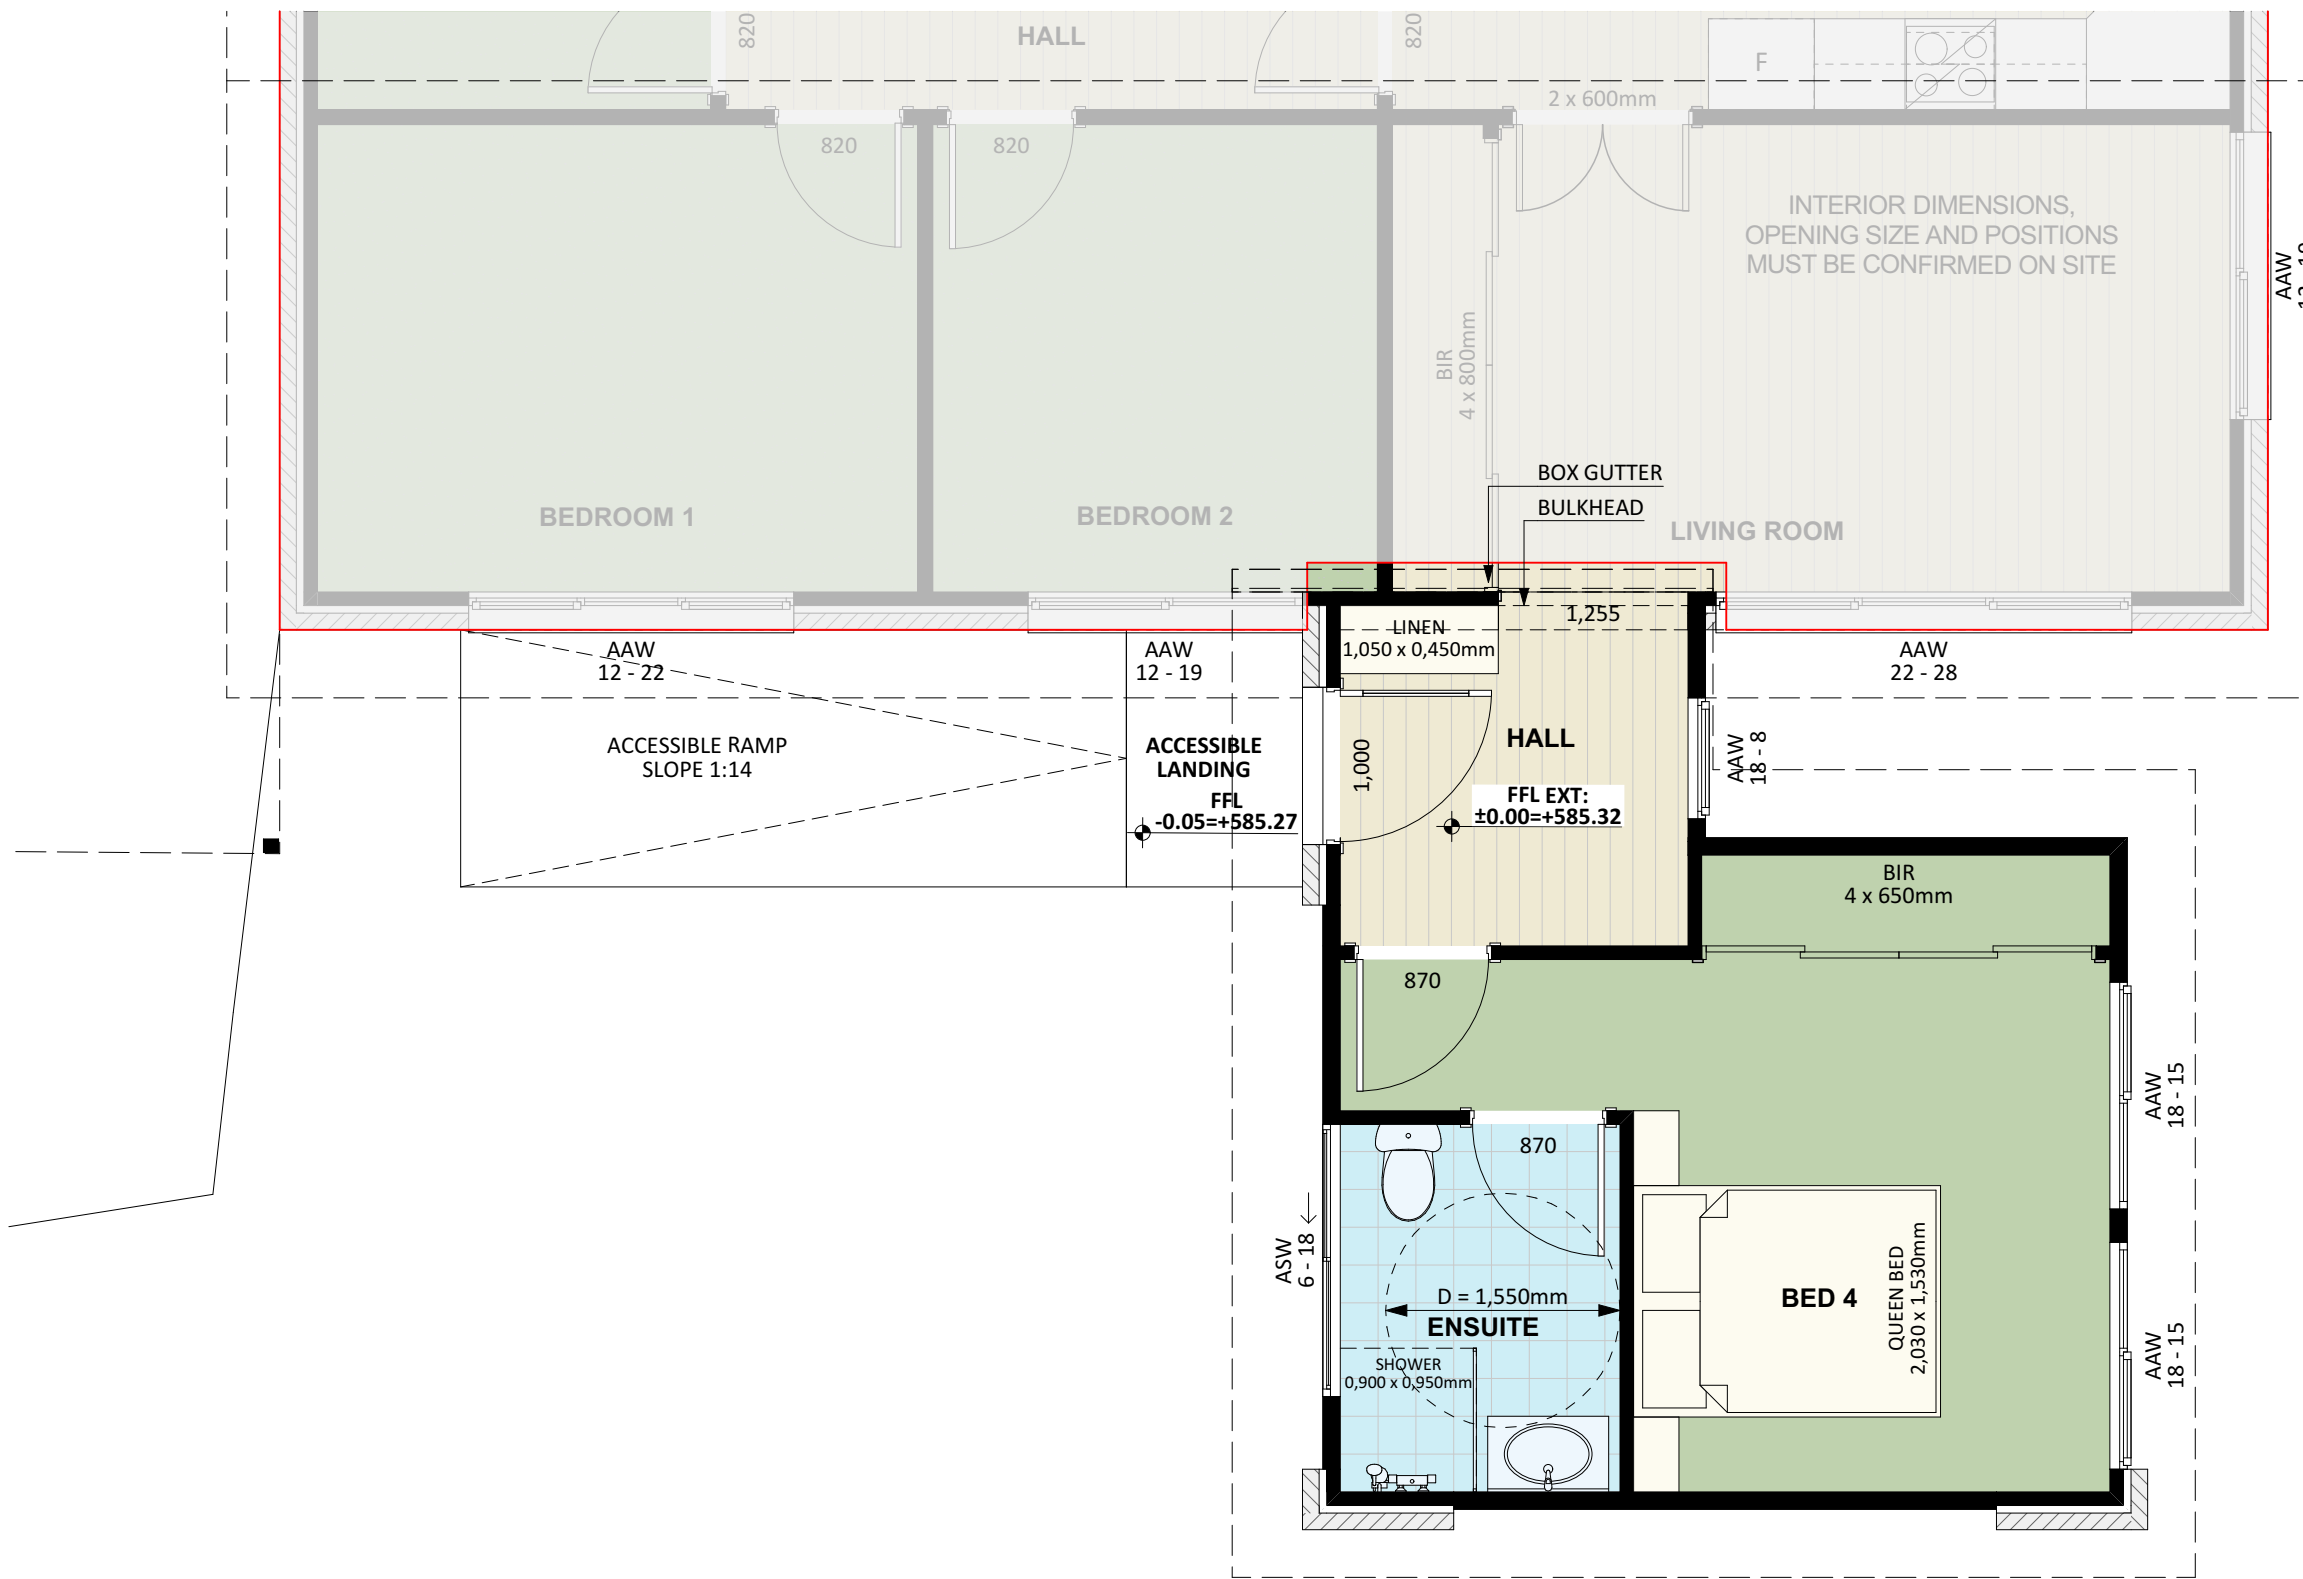 820
HALL
820
F
2 x 600mm
820
820
INTERIOR DIMENSIONS,
OPENING SIZE AND POSITIONS
MUST BE CONFIRMED ON SITE
AAW
BIR
4 x 800mm
BOX GUTTER
BULKHEAD
BEDROOM 1
BEDROOM 2
LIVING ROOM
1,255
LINEN
1,050 x 0,450mm
AAW
12 - 22
AAW
12 - 19
AAW
22 - 28
ACCESSIBLE RAMP
SLOPE 1:14
ACCESSIBLE
LANDING
FFL
-0.05=+585.27
1,000
HALL
FFL EXT:
±0.00=+585.32
AAW
18 - 8
BIR
4 x 650mm
870
AAW
18 - 15
870
ASW
6 - 18
D = 1,550mm
ENSUITE
BED 4
QUEEN BED
2,030 x 1,530mm
SHOWER
0,900 x 0,950mm
AAW
18 - 15